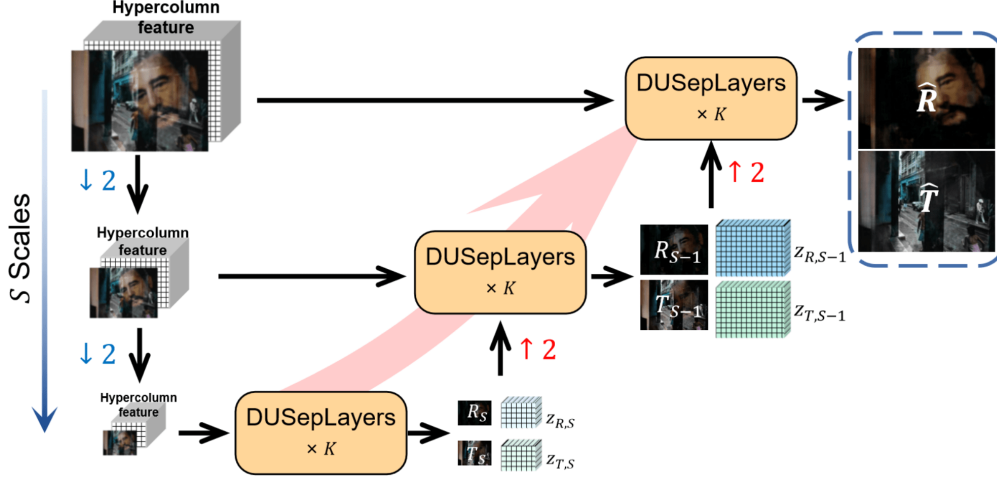 Hypercolumn
feature
DUSepLayers
× K
R̂
T̂
↓ 2
↑ 2
S Scales
Hypercolumn
feature
DUSepLayers
× K
R_{S−1}
z_{R,S−1}
T_{S−1}
z_{T,S−1}
↓ 2
↑ 2
Hypercolumn
feature
DUSepLayers
× K
R_S
z_{R,S}
T_S
z_{T,S}